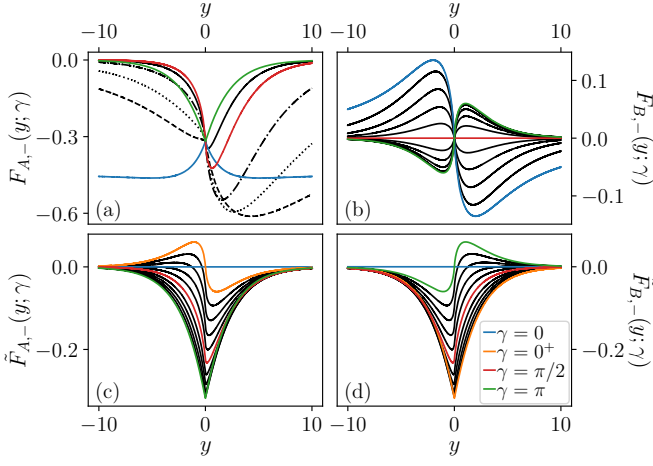 y y
−10 0 10 −10 0 10
0.0
−0.3
−0.6
F_{A,−}(y; γ)
(a)
0.1
0.0
−0.1
F_{B,−}(y; γ)
(b)
0.0
−0.2
F̃_{A,−}(y; γ)
(c)
0.0
−0.2
F̃_{B,−}(y; γ)
(d)
γ = 0
γ = 0⁺
γ = π/2
γ = π
−10 0 10 −10 0 10
y y